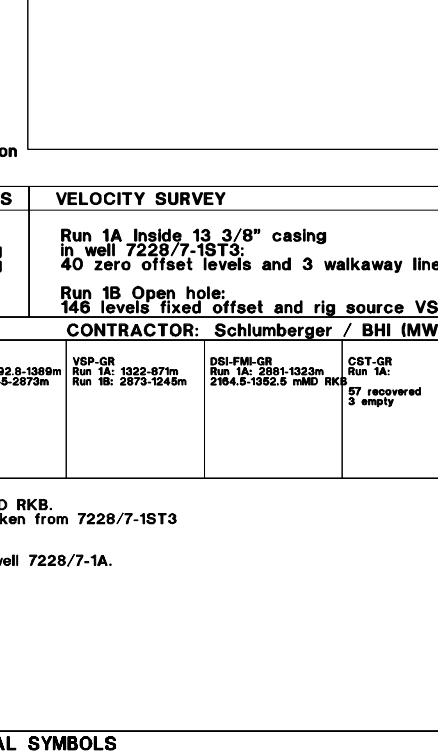 on
S VELOCITY SURVEY
Run 1A Inside 13 3/8" casing
in well 7228/7-1ST3:
40 zero offset levels and 3 walkaway line
Run 1B Open hole:
146 levels fixed offset and rig source VS
CONTRACTOR: Schlumberger / BHI (MW
92.8-1389m
5-2873m
VSP-GR
Run 1A: 1322-871m
Run 1B: 2873-1245m
DSI-FMI-GR
Run 1A: 2881-1323m
2164.5-1352.5 mMD RKB
CST-GR
Run 1A:
57 recovered
3 empty
D RKB.
ken from 7228/7-1ST3
well 7228/7-1A.
AL SYMBOLS